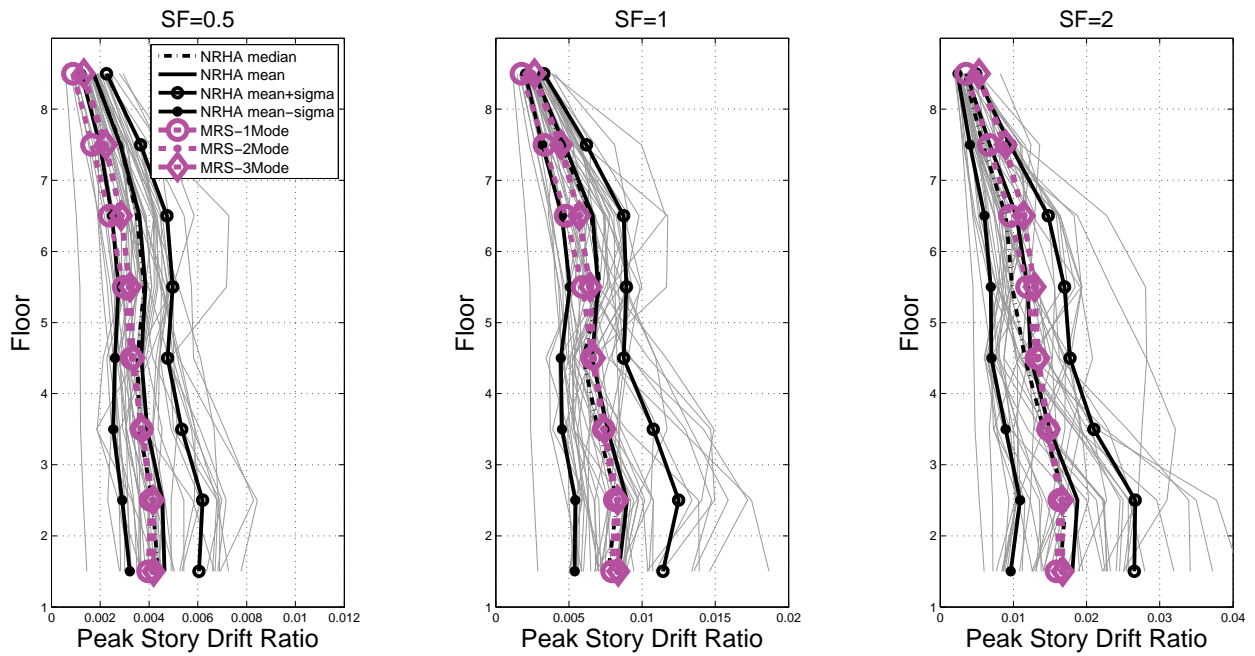 SF=0.5
NRHA median
NRHA mean
NRHA mean+sigma
NRHA mean−sigma
MRS−1Mode
MRS−2Mode
MRS−3Mode
8
7
6
5
4
3
2
1
Floor
0
0.002
0.004
0.006
0.008
0.01
0.012
Peak Story Drift Ratio
SF=1
8
7
6
5
4
3
2
1
Floor
0
0.005
0.01
0.015
0.02
Peak Story Drift Ratio
SF=2
8
7
6
5
4
3
2
1
Floor
0
0.01
0.02
0.03
0.04
Peak Story Drift Ratio